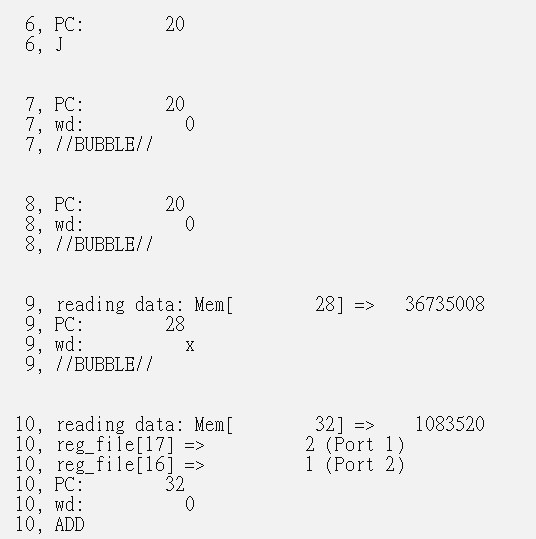 6, PC: 20
6, J
7, PC: 20
7, wd: 0
7, //BUBBLE//
8, PC: 20
8, wd: 0
8, //BUBBLE//
9, reading data: Mem[ 28] => 36735008
9, PC: 28
9, wd: x
9, //BUBBLE//
10, reading data: Mem[ 32] => 1083520
10, reg_file[17] => 2 (Port 1)
10, reg_file[16] => 1 (Port 2)
10, PC: 32
10, wd: 0
10, ADD